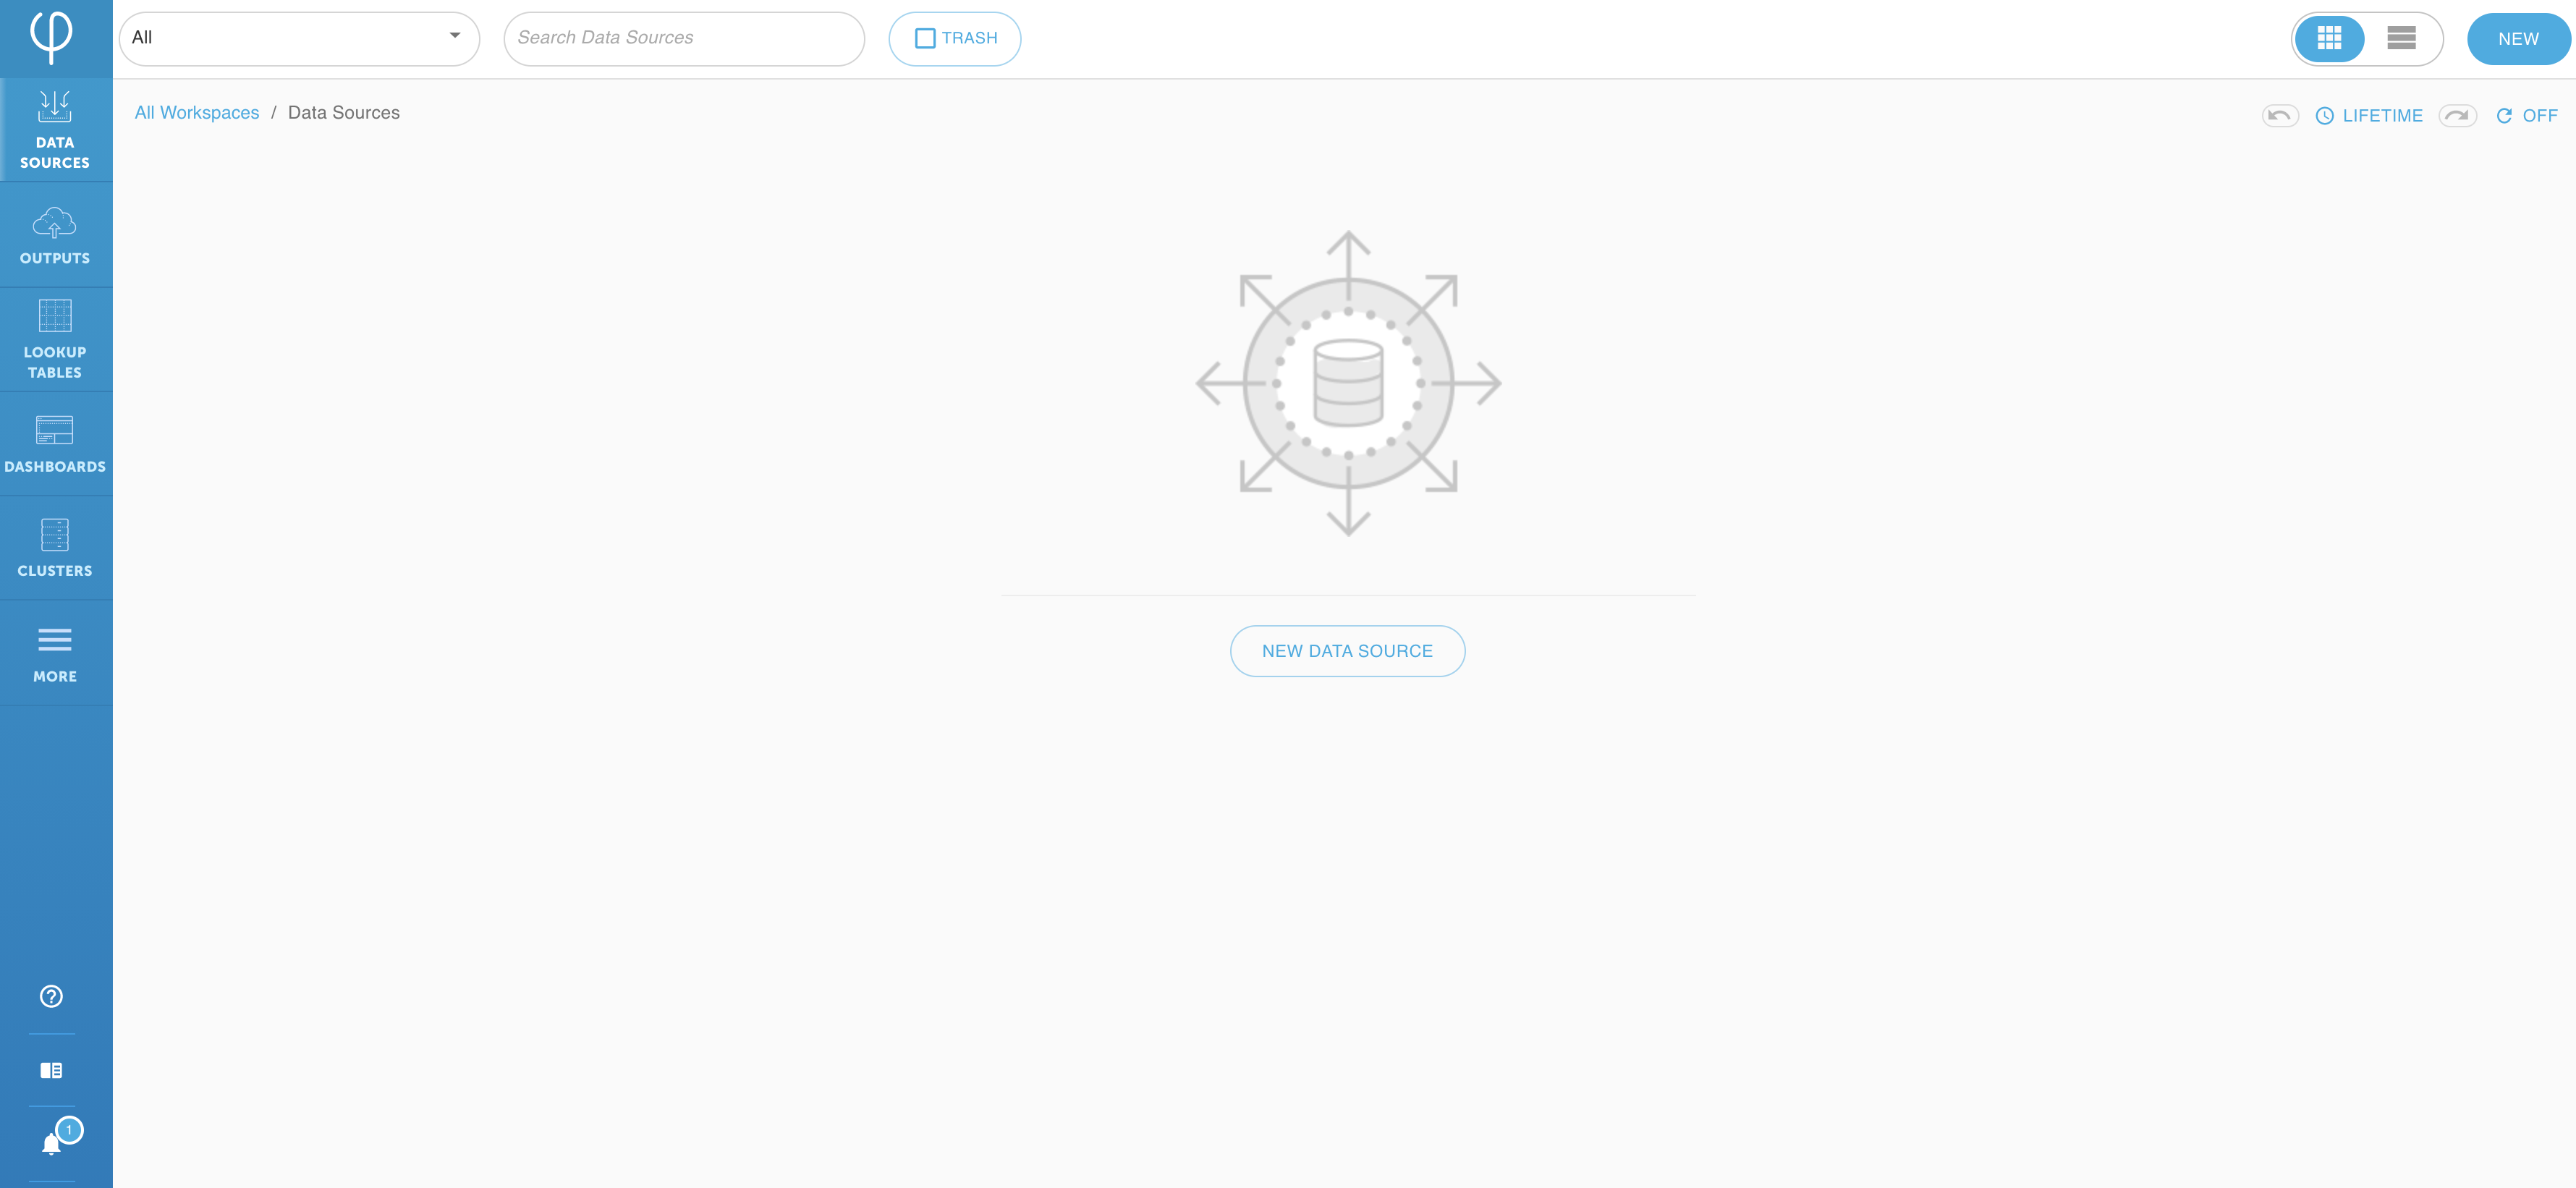 All
Search Data Sources
TRASH
NEW
All Workspaces / Data Sources
LIFETIME
OFF
DATA
SOURCES
OUTPUTS
LOOKUP
TABLES
DASHBOARDS
CLUSTERS
MORE
NEW DATA SOURCE
1